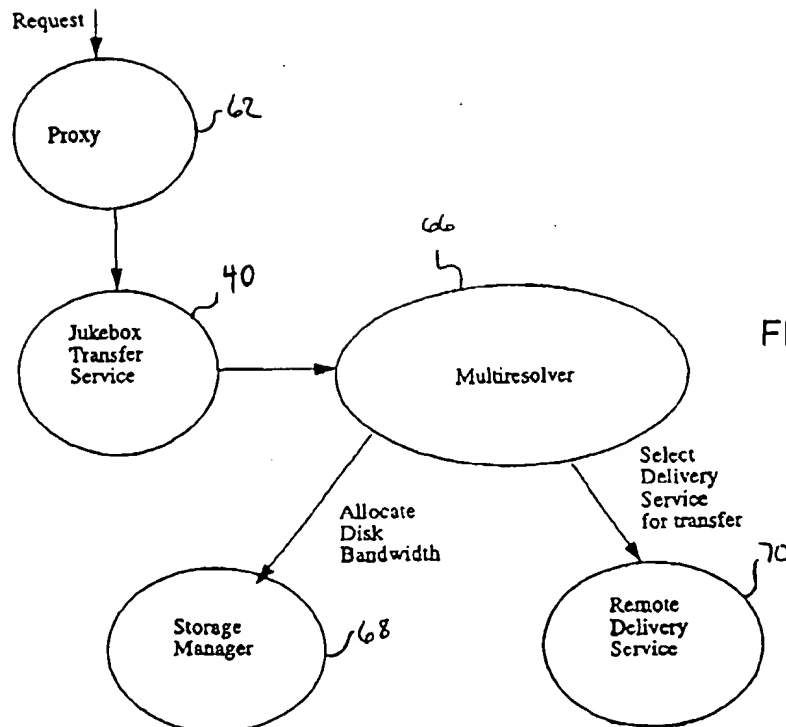 Request
62
Proxy
66
40
Jukebox
Transfer
Service
Multiresolver
Select
Delivery
Service
for transfer
Allocate
Disk
Bandwidth
70
Storage
Manager
68
Remote
Delivery
Service